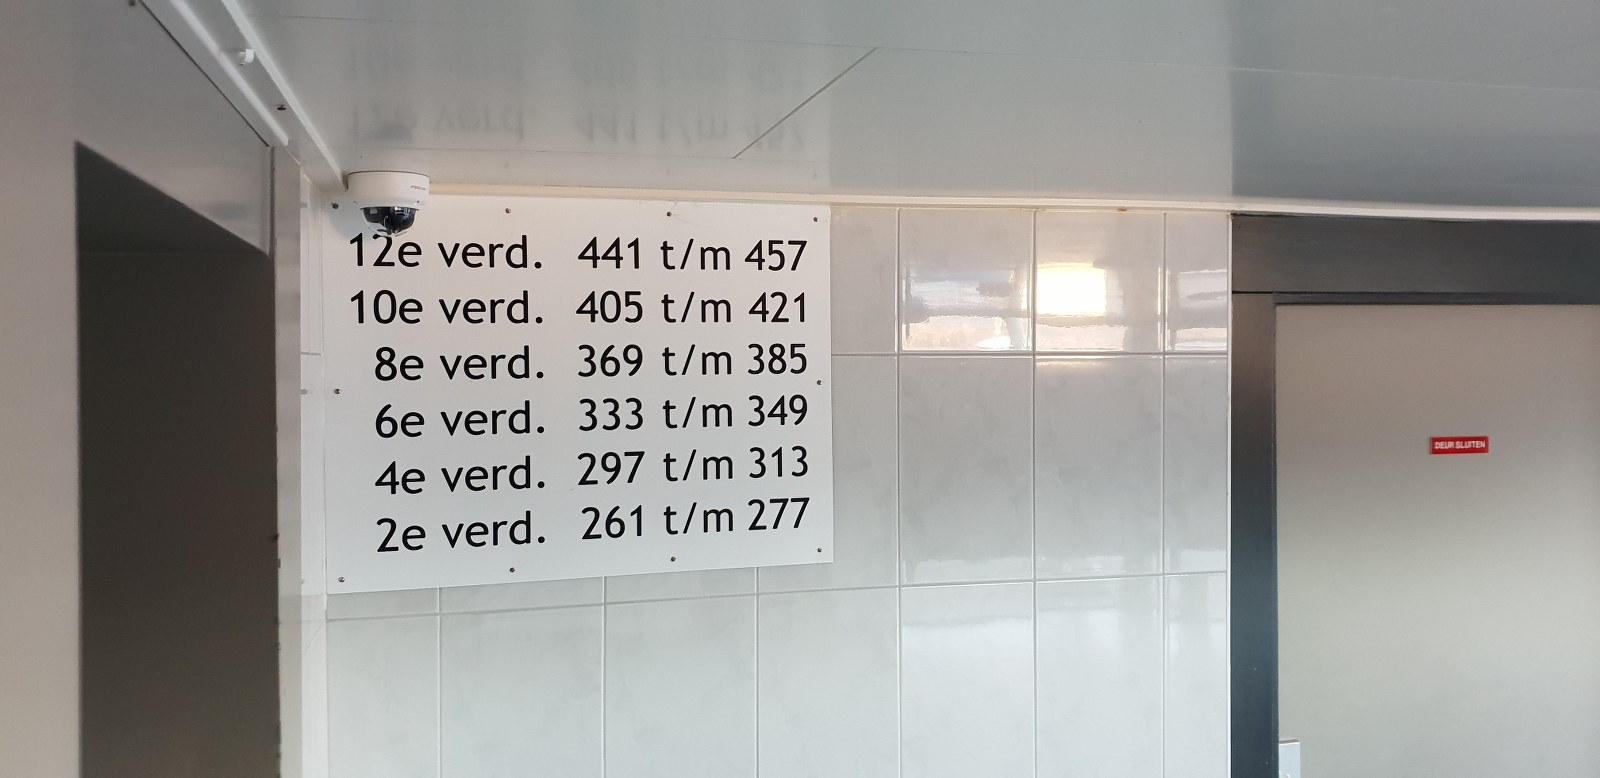 12e verd. 441 t/m 457
10e verd. 405 t/m 421
8e verd. 369 t/m 385
6e verd. 333 t/m 349
4e verd. 297 t/m 313
2e verd. 261 t/m 277
DEUR SLUITEN